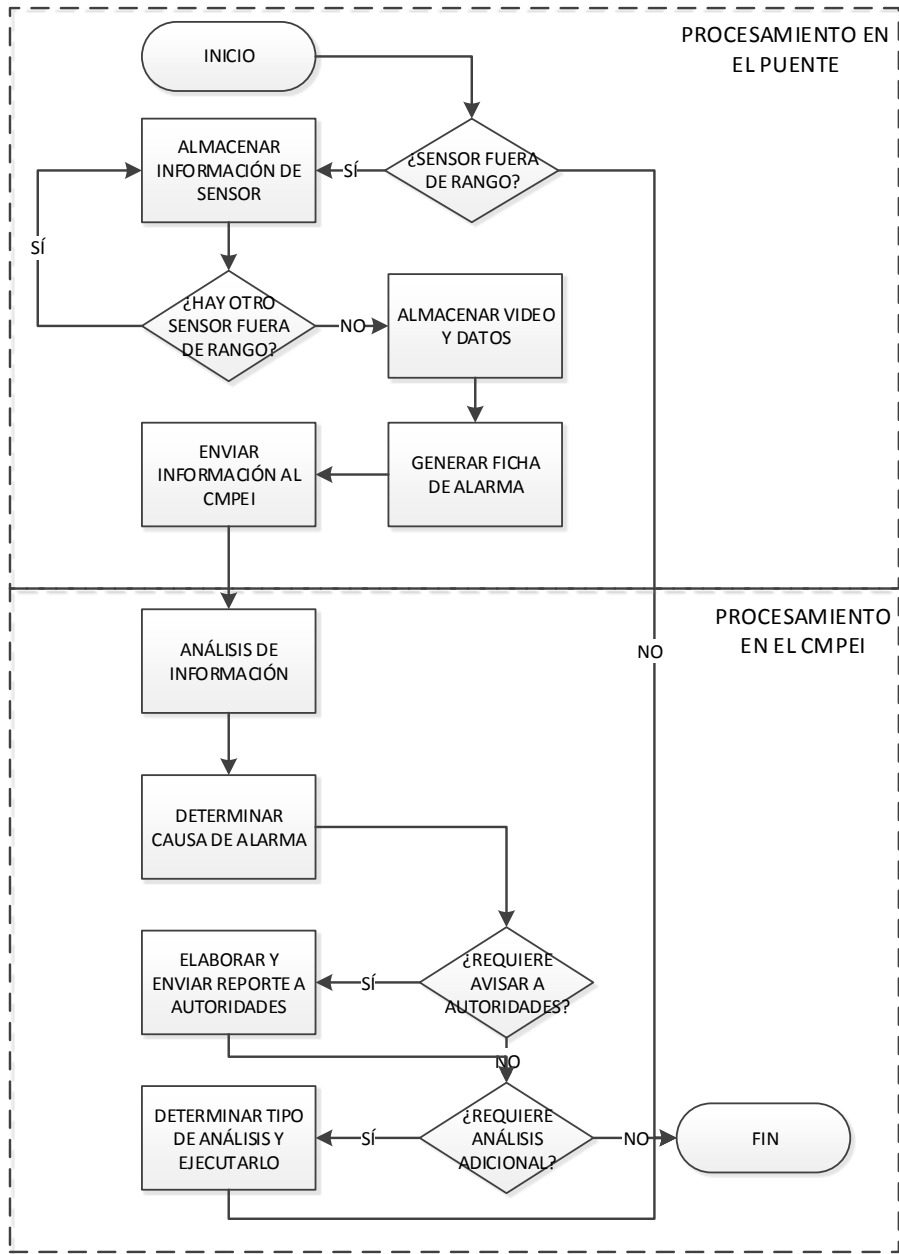 PROCESAMIENTO EN
EL PUENTE
INICIO
¿SENSOR FUERA
DE RANGO?
SÍ
ALMACENAR
INFORMACIÓN DE
SENSOR
SÍ
¿HAY OTRO
SENSOR FUERA
DE RANGO?
NO
ALMACENAR VIDEO
Y DATOS
GENERAR FICHA
DE ALARMA
ENVIAR
INFORMACIÓN AL
CMPEI
PROCESAMIENTO
EN EL CMPEI
NO
ANÁLISIS DE
INFORMACIÓN
DETERMINAR
CAUSA DE ALARMA
¿REQUIERE
AVISAR A
AUTORIDADES?
SÍ
ELABORAR Y
ENVIAR REPORTE A
AUTORIDADES
NO
¿REQUIERE
ANÁLISIS
ADICIONAL?
SÍ
DETERMINAR TIPO
DE ANÁLISIS Y
EJECUTARLO
NO
FIN